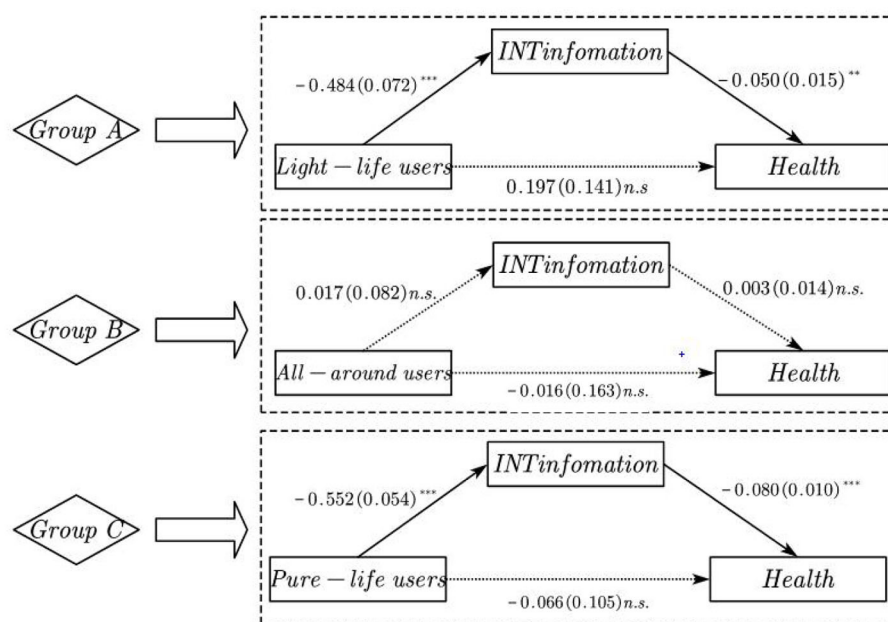 INTinfomation
-0.484(0.072)***
-0.050(0.015)**
Group A
Light-life users
Health
0.197(0.141)n.s
INTinfomation
0.017(0.082)n.s.
0.003(0.014)n.s.
Group B
All-around users
Health
-0.016(0.163)n.s.
INTinfomation
-0.552(0.054)***
-0.080(0.010)***
Group C
Pure-life users
Health
-0.066(0.105)n.s.